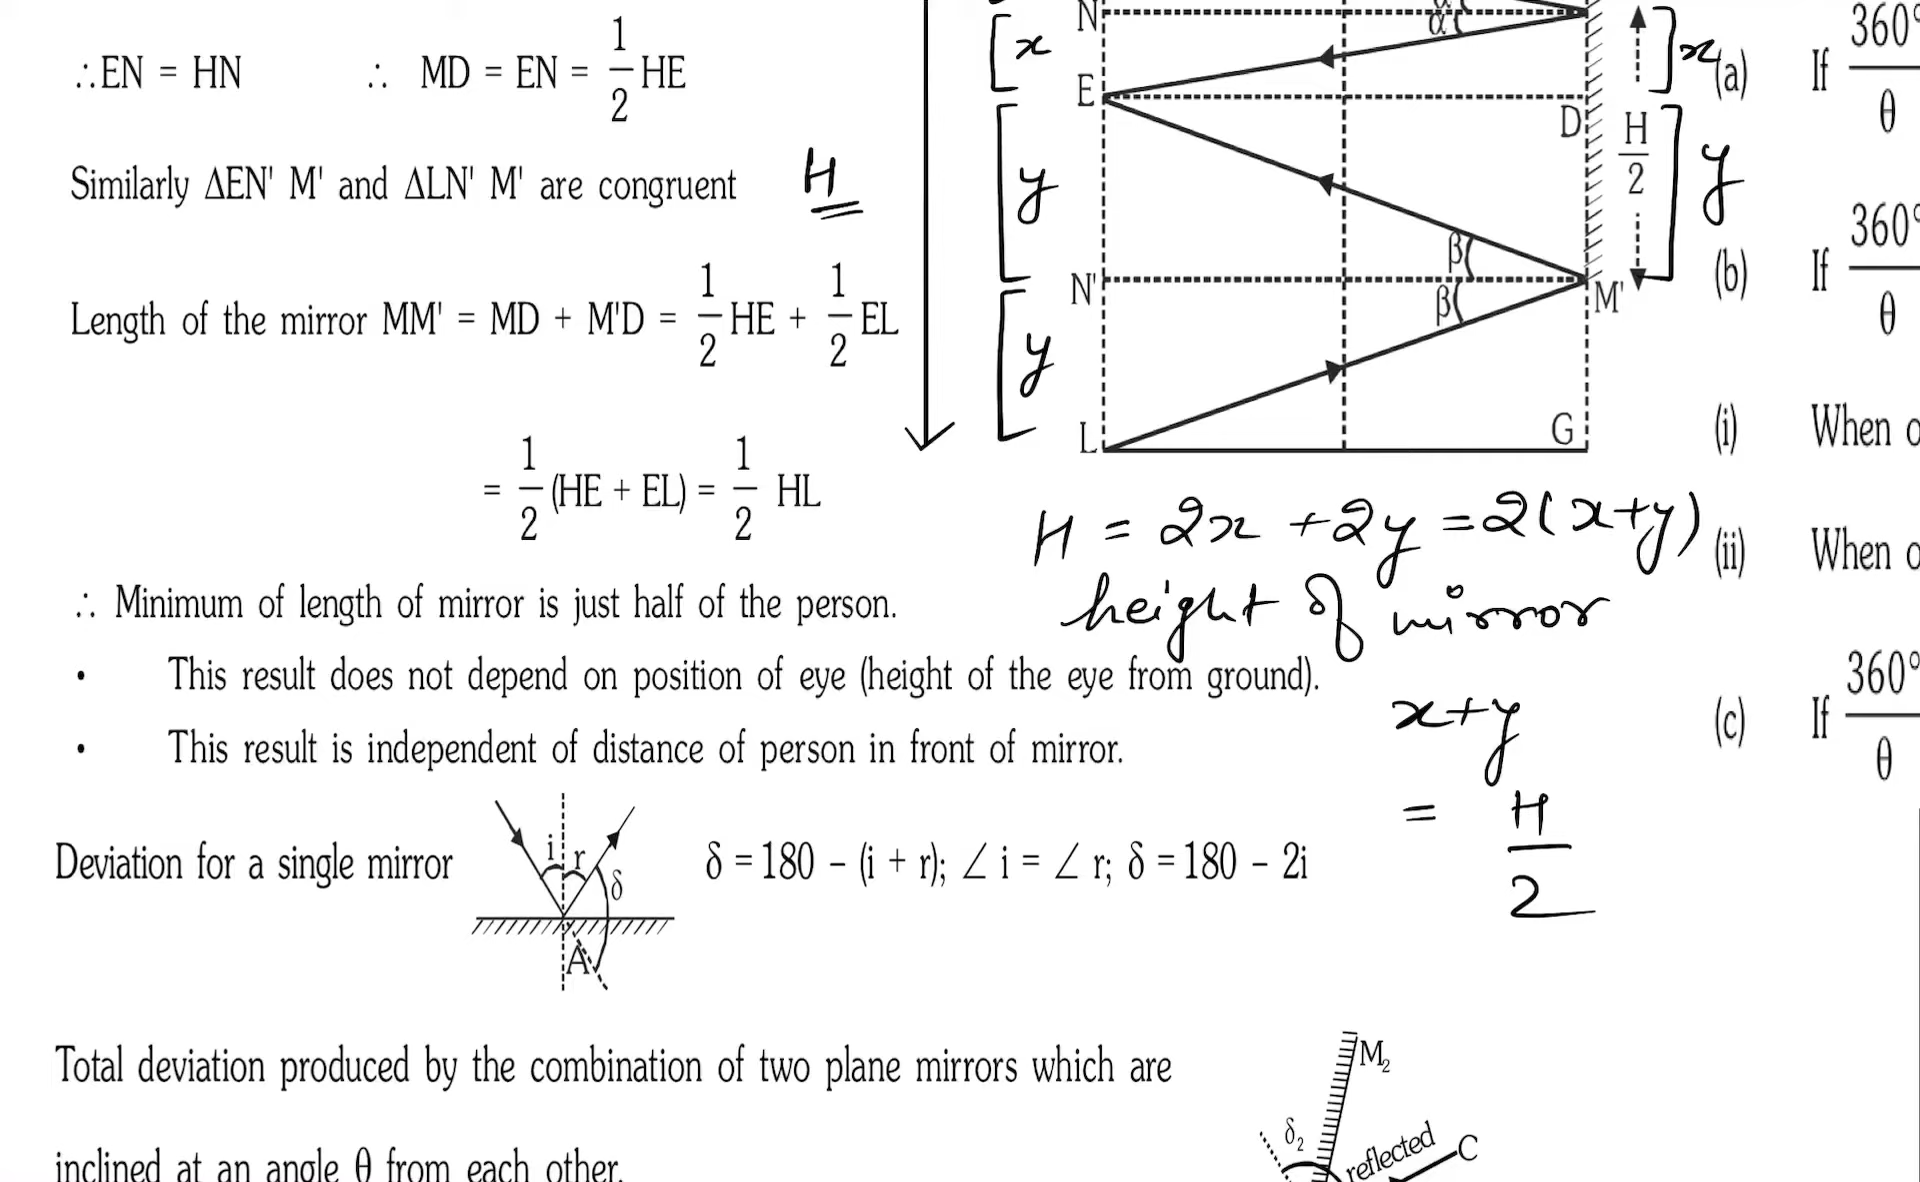 ∴EN = HN ∴ MD = EN = 1/2 HE
Similarly ΔEN' M' and ΔLN' M' are congruent
H
Length of the mirror MM' = MD + M'D = 1/2 HE + 1/2 EL
= 1/2 (HE + EL) = 1/2 HL
∴ Minimum of length of mirror is just half of the person.
• This result does not depend on position of eye (height of the eye from ground).
• This result is independent of distance of person in front of mirror.
Deviation for a single mirror
i r
δ
A
δ = 180 – (i + r); ∠ i = ∠ r; δ = 180 – 2i
Total deviation produced by the combination of two plane mirrors which are
inclined at an angle θ from each other.
N
α
x
x
E
D
H/2
y
y
β
N'
β
M'
y
L
G
H = 2x + 2y = 2(x+y)
height of mirror
x+y
= H/2
M₂
δ₂
reflected
C
(a) If 360°/θ
(b) If 360°/θ
(i) When
(ii) When
(c) If 360°/θ